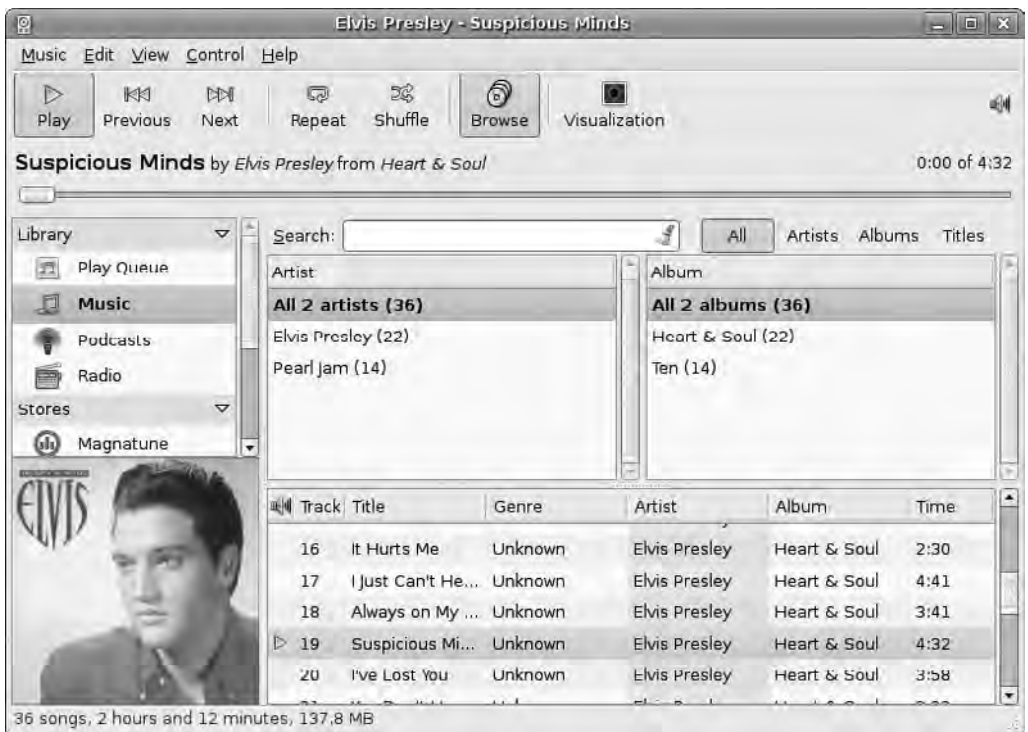 Elvis Presley - Suspicious Minds
Music Edit View Control Help
Play Previous Next Repeat Shuffle Browse Visualization
Suspicious Minds by Elvis Presley from Heart & Soul 0:00 of 4:32
Library
Play Queue
Music
Podcasts
Radio
Stores
Magnatune
ELVIS
Search: All Artists Albums Titles
Artist
All 2 artists (36)
Elvis Presley (22)
Pearl Jam (14)
Album
All 2 albums (36)
Heart & Soul (22)
Ten (14)
Track Title Genre Artist Album Time
16 It Hurts Me Unknown Elvis Presley Heart & Soul 2:30
17 I Just Can't He... Unknown Elvis Presley Heart & Soul 4:41
18 Always on My ... Unknown Elvis Presley Heart & Soul 3:41
19 Suspicious Mi... Unknown Elvis Presley Heart & Soul 4:32
20 I've Lost You Unknown Elvis Presley Heart & Soul 3:58
36 songs, 2 hours and 12 minutes, 137.8 MB